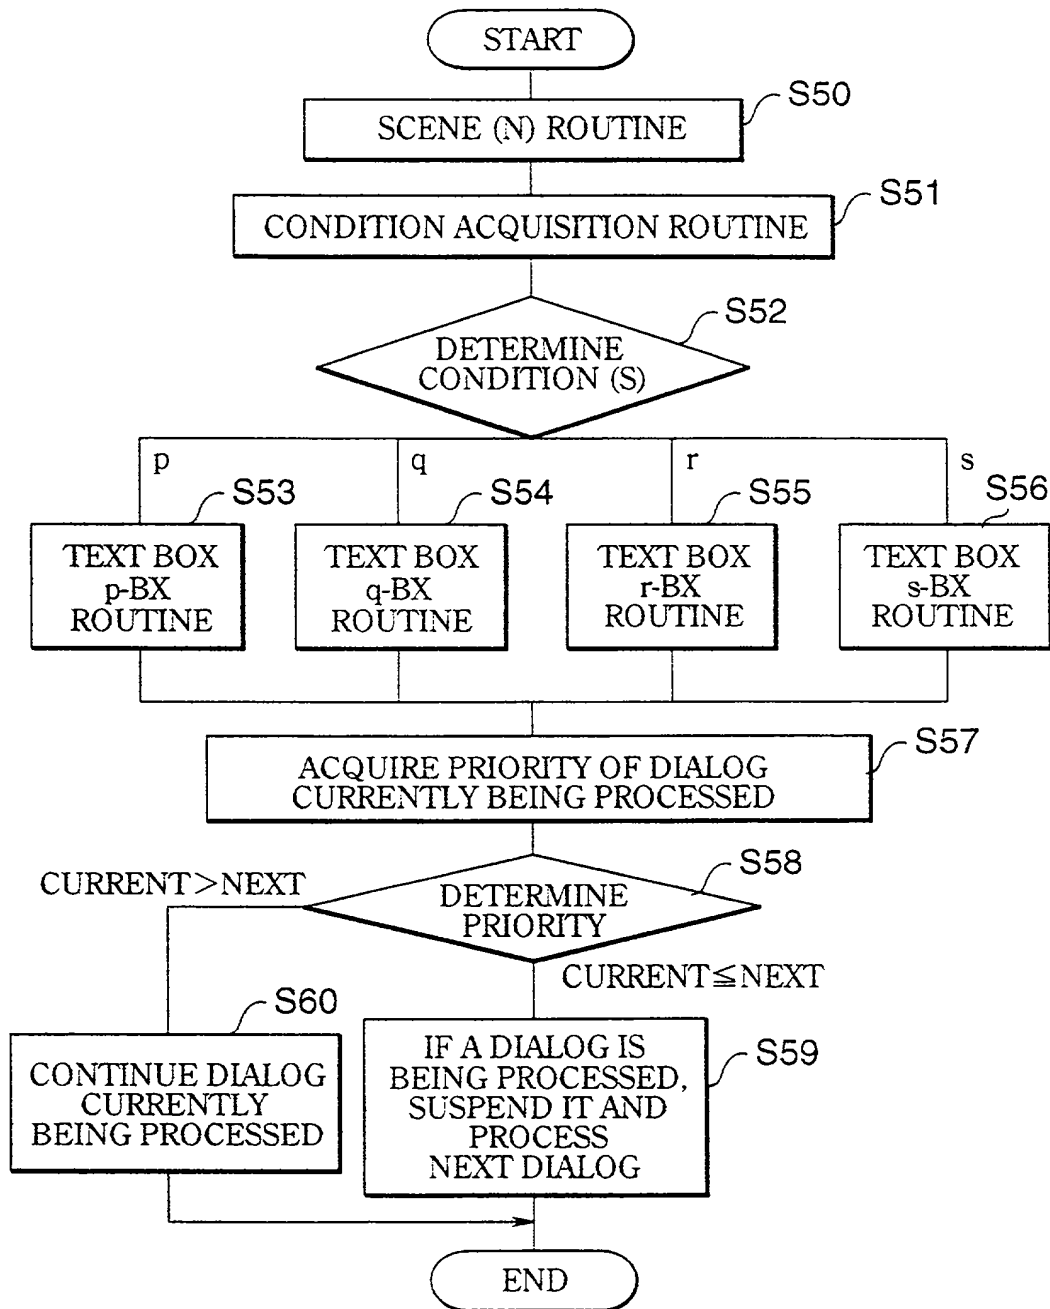 START
S50
SCENE (N) ROUTINE
S51
CONDITION ACQUISITION ROUTINE
S52
DETERMINE
CONDITION (S)
p
q
r
s
S53
S54
S55
S56
TEXT BOX
p-BX
ROUTINE
TEXT BOX
q-BX
ROUTINE
TEXT BOX
r-BX
ROUTINE
TEXT BOX
s-BX
ROUTINE
S57
ACQUIRE PRIORITY OF DIALOG
CURRENTLY BEING PROCESSED
S58
CURRENT>NEXT
DETERMINE
PRIORITY
CURRENT≦NEXT
S60
CONTINUE DIALOG
CURRENTLY
BEING PROCESSED
S59
IF A DIALOG IS
BEING PROCESSED,
SUSPEND IT AND
PROCESS
NEXT DIALOG
END